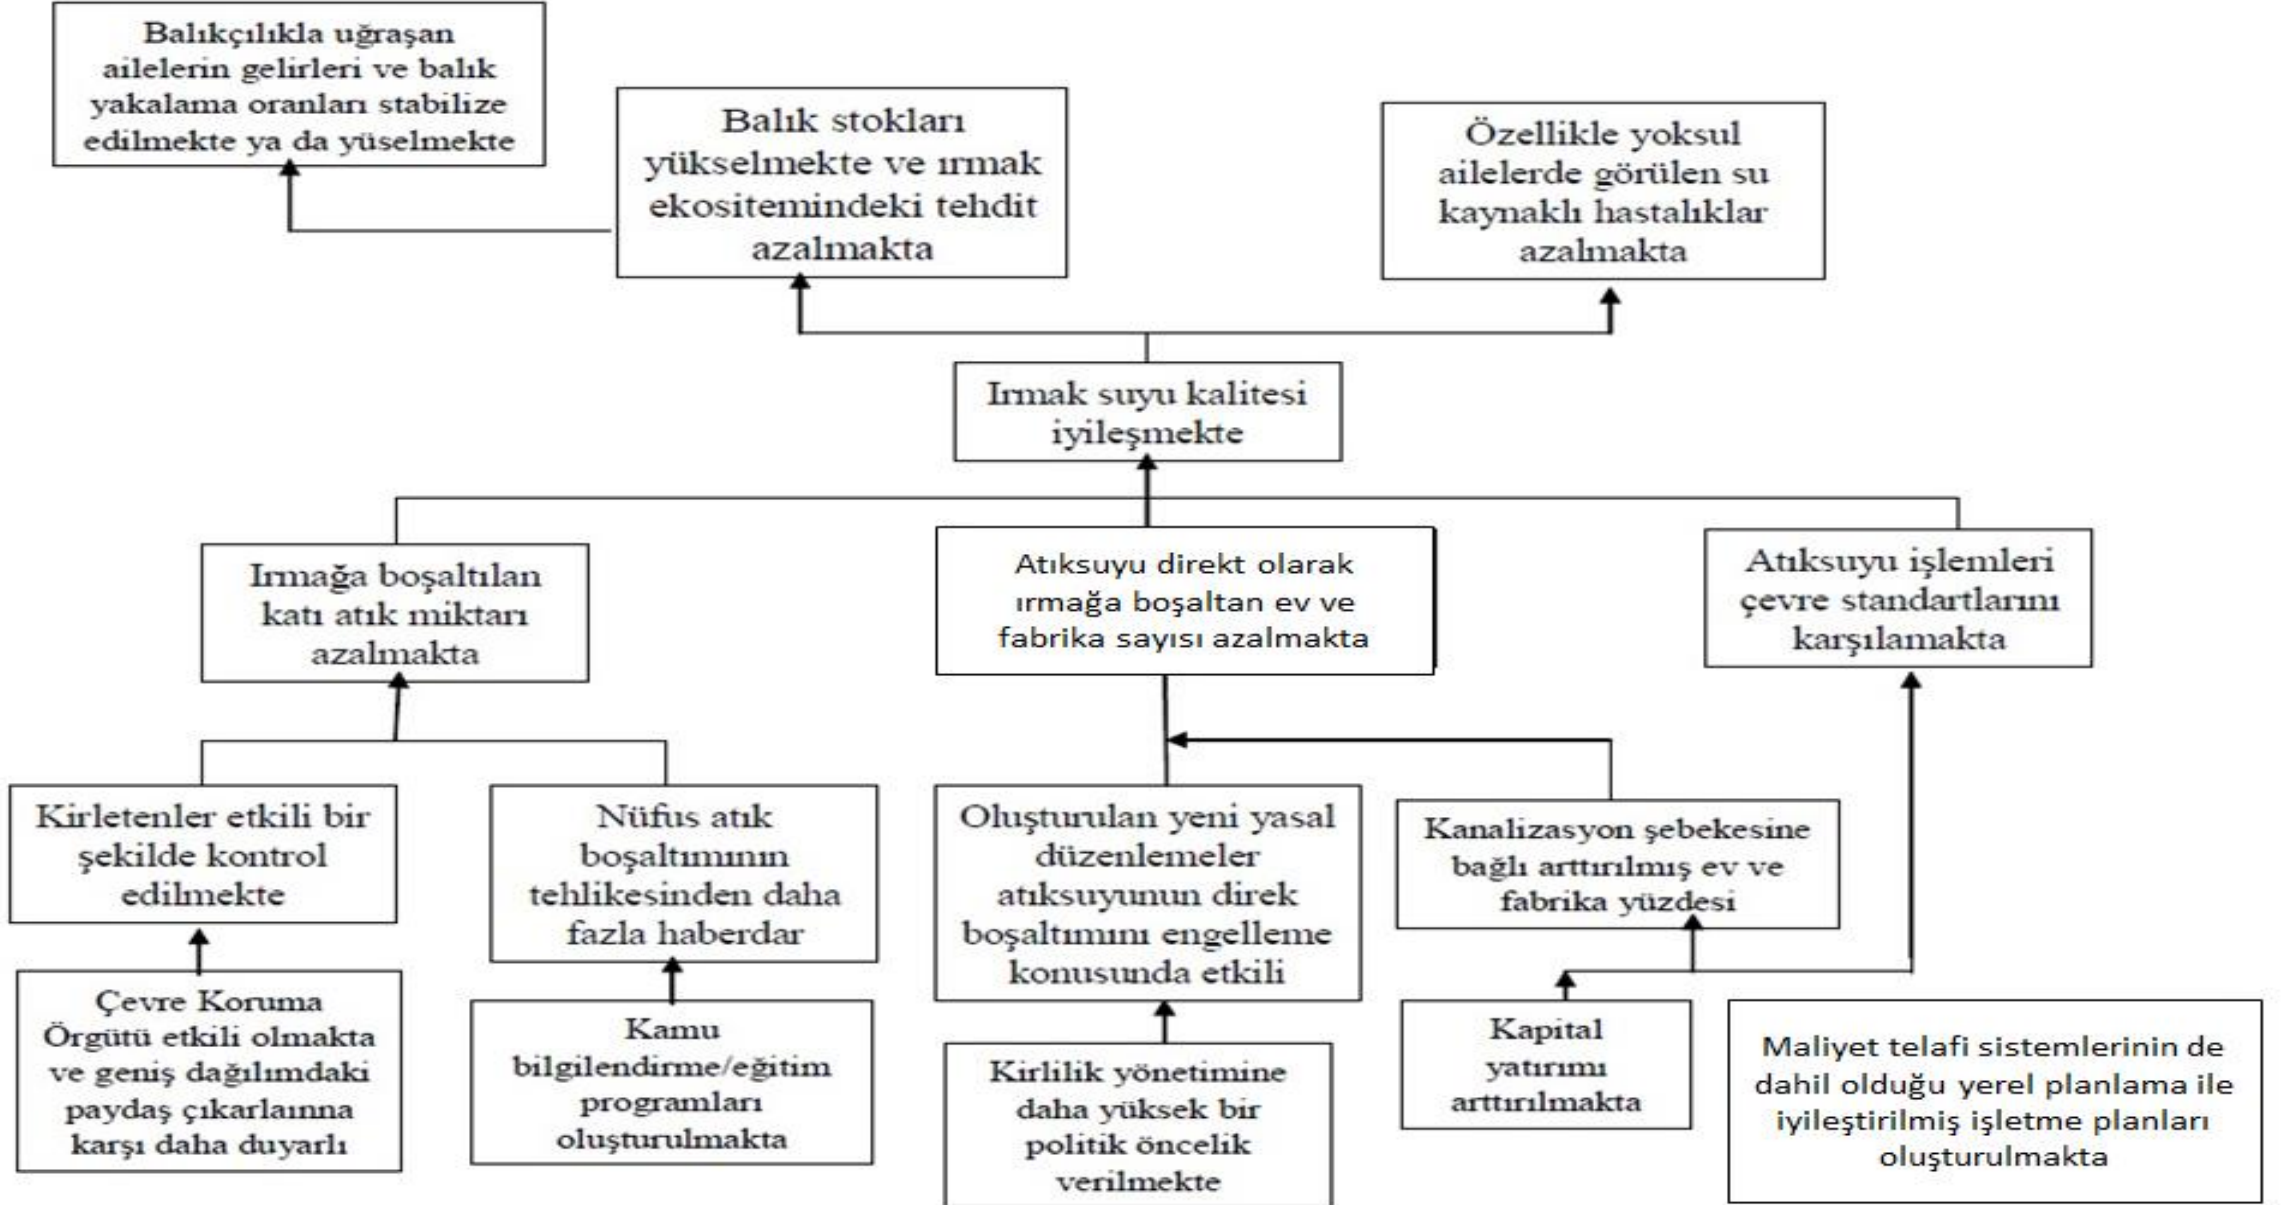 Balıkçılıkla uğraşan
ailelerin gelirleri ve balık
yakalama oranları stabilize
edilmekte ya da yüselmekte
Balık stokları
yükselmekte ve ırmak
ekositemindeki tehdit
azalmakta
Özellikle yoksul
ailelerde görülen su
kaynaklı hastalıklar
azalmakta
Irmak suyu kalitesi
iyileşmekte
Irmağa boşaltılan
katı atık miktarı
azalmakta
Atıksuyu direkt olarak
ırmağa boşaltan ev ve
fabrika sayısı azalmakta
Atıksuyu işlemleri
çevre standartlarını
karşılamakta
Kirletenler etkili bir
şekilde kontrol
edilmekte
Nüfus atık
boşaltımının
tehlikesinden daha
fazla haberdar
Oluşturulan yeni yasal
düzenlemeler
atıksuyunun direk
boşaltımını engelleme
konusunda etkili
Kanalizasyon şebekesine
bağlı arttırılmış ev ve
fabrika yüzdesi
Çevre Koruma
Örgütü etkili olmakta
ve geniş dağılımdaki
paydaş çıkarlaınna
karşı daha duyarlı
Kamu
bilgilendirme/eğitim
programları
oluşturulmakta
Kirlilik yönetimine
daha yüksek bir
politik öncelik
verilmekte
Kapital
yatırımı
arttırılmakta
Maliyet telafi sistemlerinin de
dahil olduğu yerel planlama ile
iyileştirilmiş işletme planları
oluşturulmakta